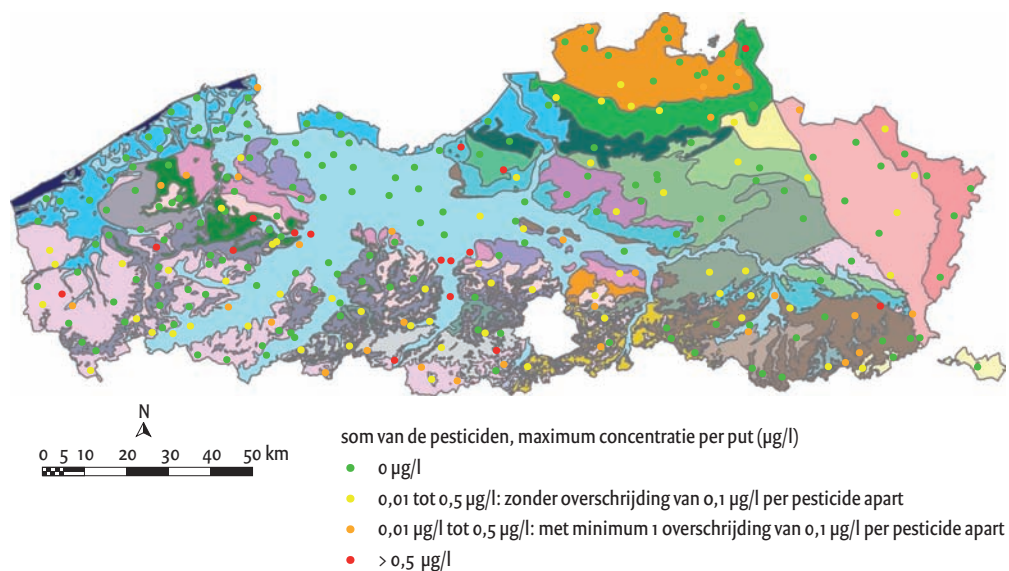 N
0 5 10 20 30 40 50 km
som van de pesticiden, maximum concentratie per put (µg/l)
0 µg/l
0,01 tot 0,5 µg/l: zonder overschrijding van 0,1 µg/l per pesticide apart
0,01 µg/l tot 0,5 µg/l: met minimum 1 overschrijding van 0,1 µg/l per pesticide apart
> 0,5 µg/l